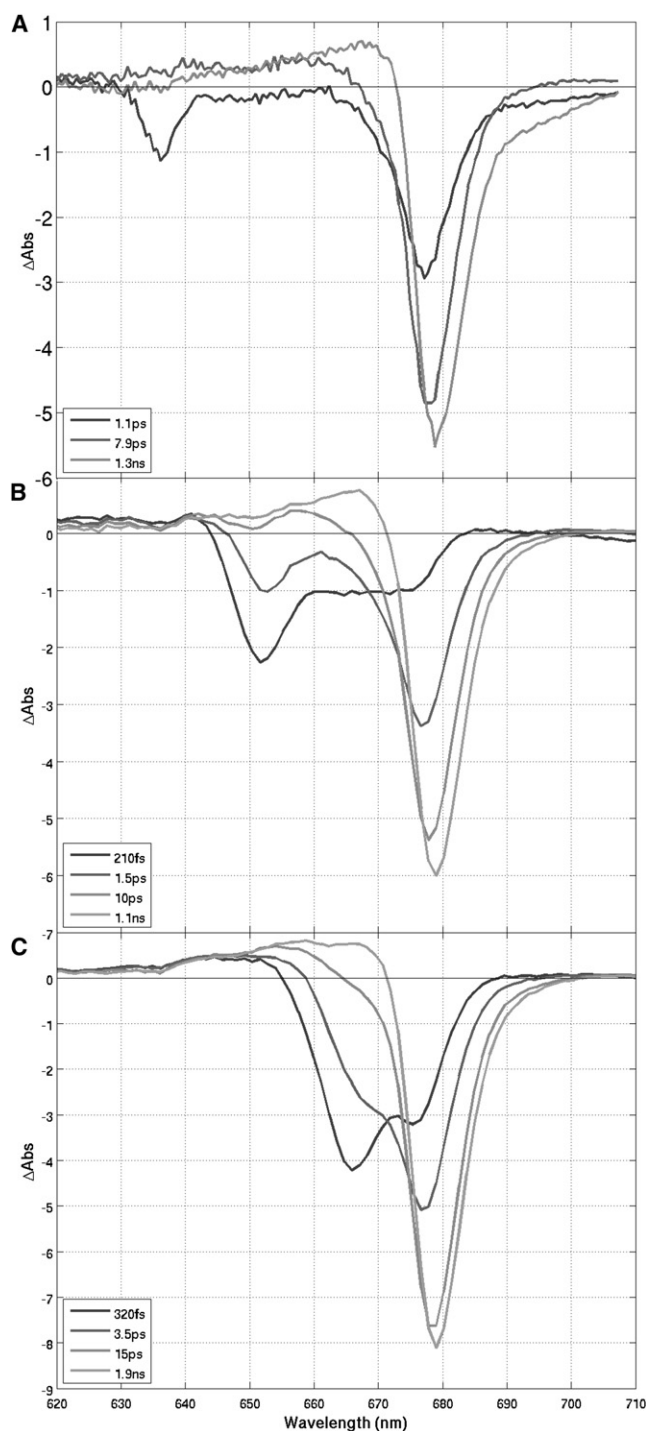 A
1
0
-1
-2
-3
-4
-5
-6
ΔAbs
1.1ps
7.9ps
1.3ns
B
0
-1
-2
-3
-4
-5
-6
-7
ΔAbs
210fs
1.5ps
10ps
1.1ns
C
0
-1
-2
-3
-4
-5
-6
-7
-8
-9
ΔAbs
320fs
3.5ps
15ps
1.9ns
620 630 640 650 660 670 680 690 700 710
Wavelength (nm)